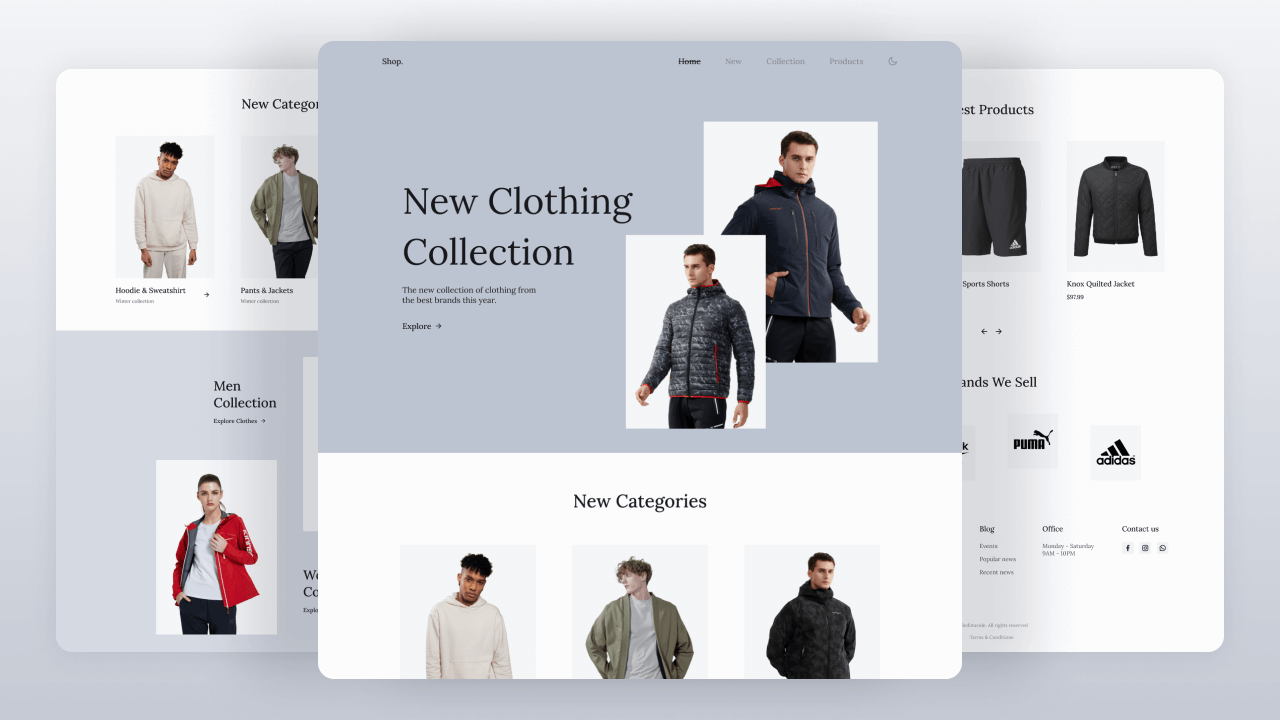 Shop.
Home
New
Collection
Products
New Clothing
Collection
The new collection of clothing from
the best brands this year.
Explore →
New Categories
New Categor
Hoodie & Sweatshirt →
Winter collection
Pants & Jackets
Winter collection
Men
Collection
Explore Clothes →
We
Co
Explo
est Products
Sports Shorts
Knox Quilted Jacket
$97.99
← →
ands We Sell
k
PUMA
adidas
Blog
Events
Popular news
Recent news
Office
Monday - Saturday
9AM - 10PM
Contact us
All rights reserved
Terms & Conditions